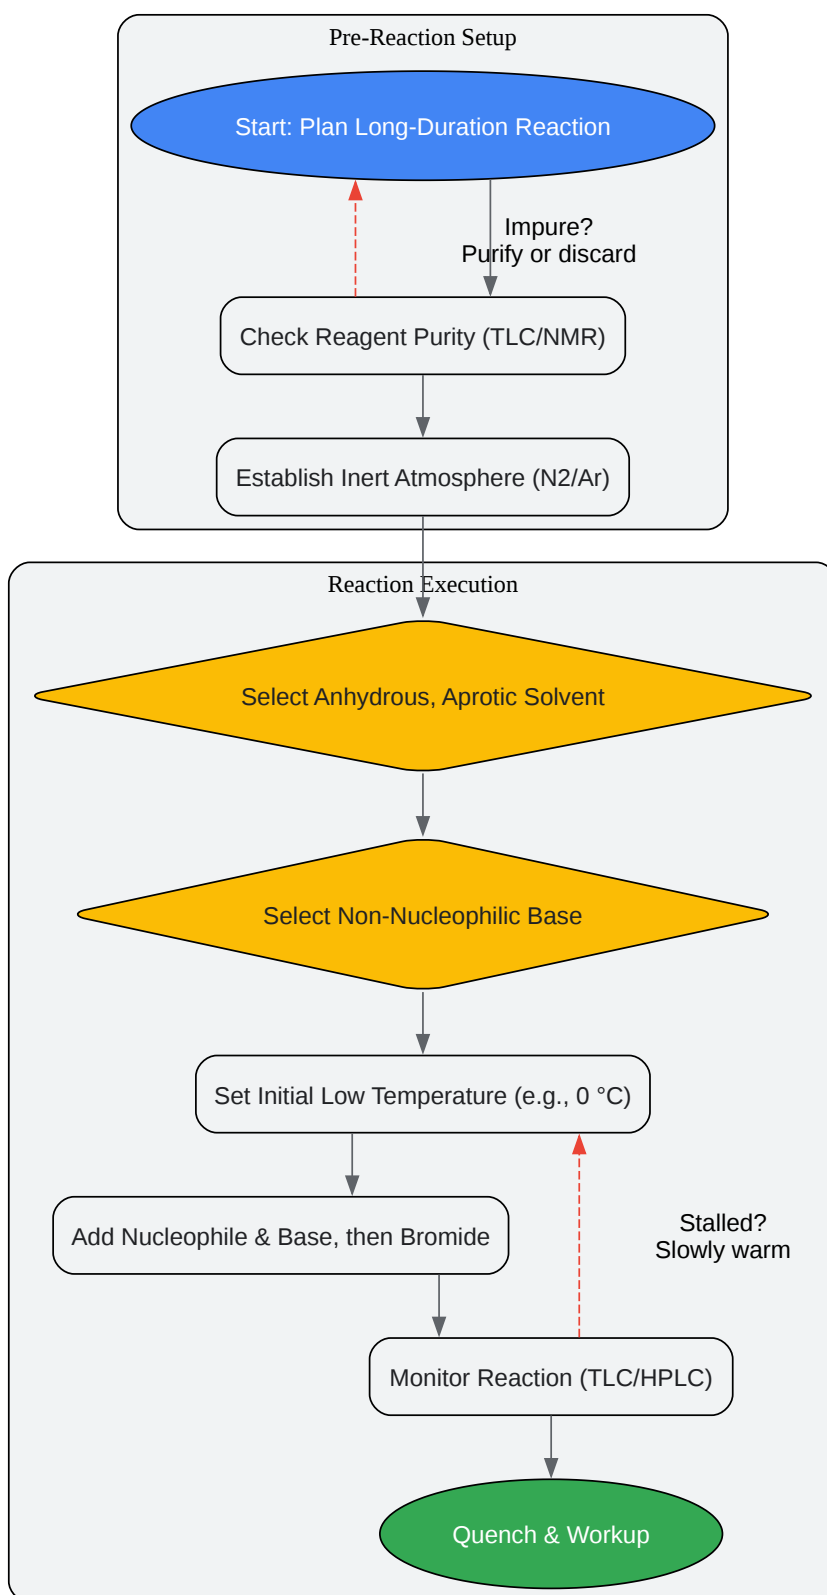 Pre-Reaction Setup
Start: Plan Long-Duration Reaction
Impure?
Purify or discard
Check Reagent Purity (TLC/NMR)
Establish Inert Atmosphere (N2/Ar)
Reaction Execution
Select Anhydrous, Aprotic Solvent
Select Non-Nucleophilic Base
Set Initial Low Temperature (e.g., 0 °C)
Add Nucleophile & Base, then Bromide
Stalled?
Slowly warm
Monitor Reaction (TLC/HPLC)
Quench & Workup